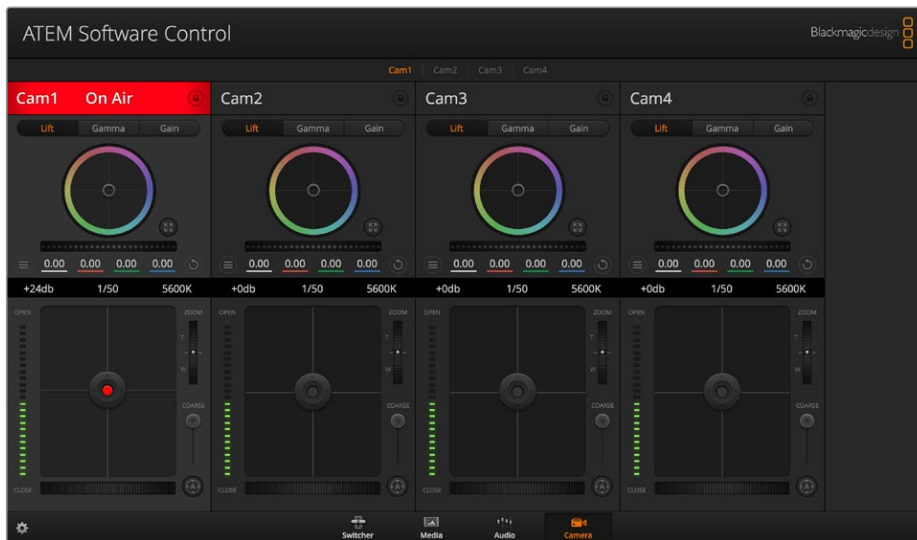 ATEM Software Control
Blackmagicdesign
Cam1 Cam2 Cam3 Cam4
Cam1 On Air Cam2 Cam3 Cam4
Lift Gamma Gain Lift Gamma Gain Lift Gamma Gain Lift Gamma Gain
0.00 0.00 0.00 0.00 0.00 0.00 0.00 0.00 0.00 0.00 0.00 0.00 0.00 0.00 0.00 0.00
+24db 1/50 5600K +0db 1/50 5600K +0db 1/50 5600K +0db 1/50 5600K
OPEN ZOOM OPEN ZOOM OPEN ZOOM OPEN ZOOM
T T T T
W W W W
COARSE COARSE COARSE COARSE
CLOSE A CLOSE A CLOSE A CLOSE A
Switcher Media Audio Camera